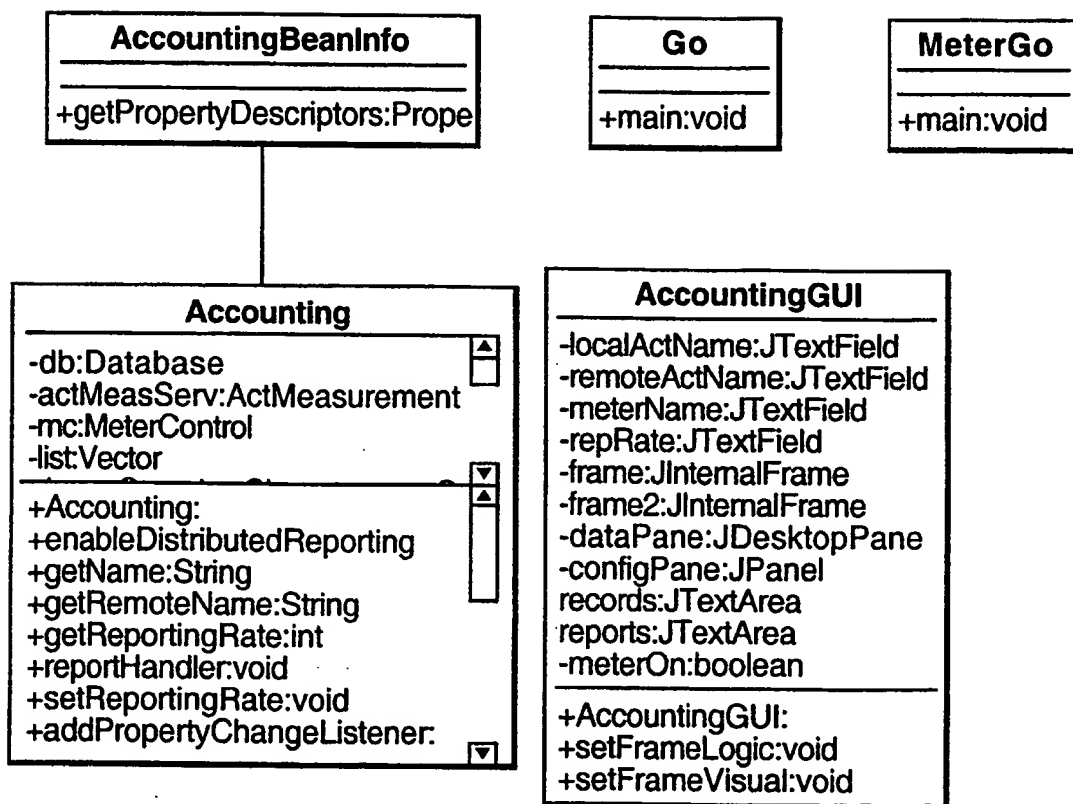 AccountingBeanInfo
+getPropertyDescriptors:Prope
Go
+main:void
MeterGo
+main:void
Accounting
-db:Database
-actMeasServ:ActMeasurement
-mc:MeterControl
-list:Vector
+Accounting:
+enableDistributedReporting
+getName:String
+getRemoteName:String
+getReportingRate:int
+reportHandler:void
+setReportingRate:void
+addPropertyChangeListener:
AccountingGUI
-localActName:JTextField
-remoteActName:JTextField
-meterName:JTextField
-repRate:JTextField
-frame:JInternalFrame
-frame2:JInternalFrame
-dataPane:JDesktopPane
-configPane:JPanel
records:JTextArea
reports:JTextArea
-meterOn:boolean
+AccountingGUI:
+setFrameLogic:void
+setFrameVisual:void